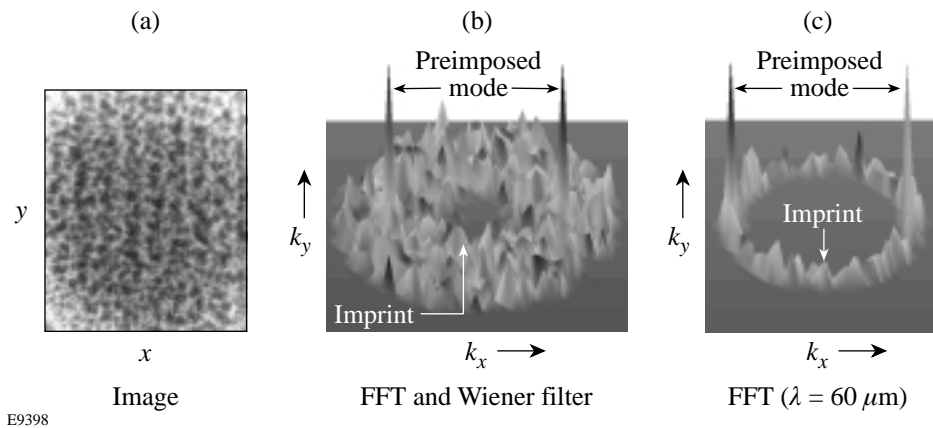 (a)
(b)
(c)
Preimposed
mode
Preimposed
mode
y
k_y
k_y
Imprint
Imprint
x
k_x
k_x
Image
FFT and Wiener filter
FFT (λ = 60 μm)
E9398